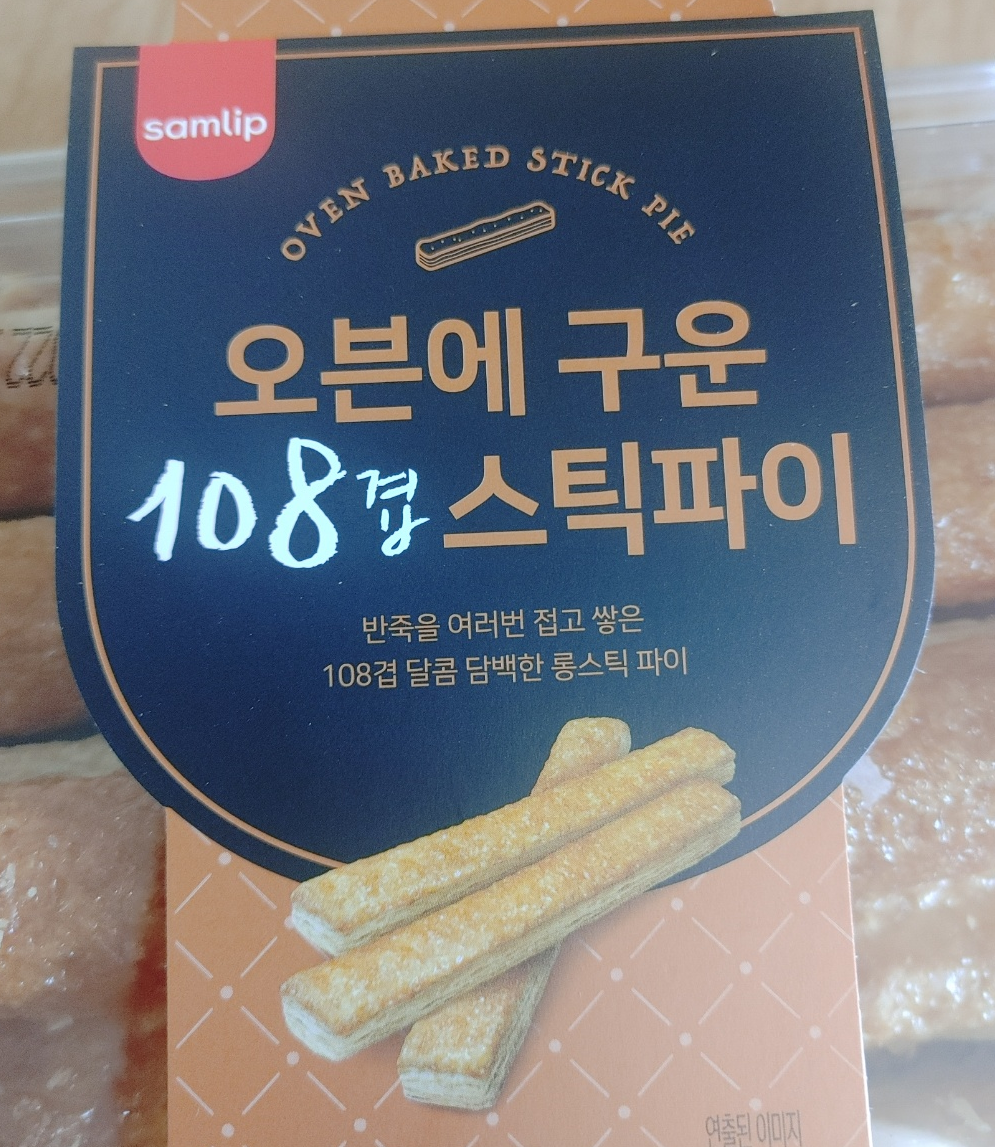 samlip
OVEN BAKED STICK PIE
오븐에 구운
108겹 스틱파이
반죽을 여러번 접고 쌓은
108겹 달콤 담백한 롱스틱 파이
연출된 이미지